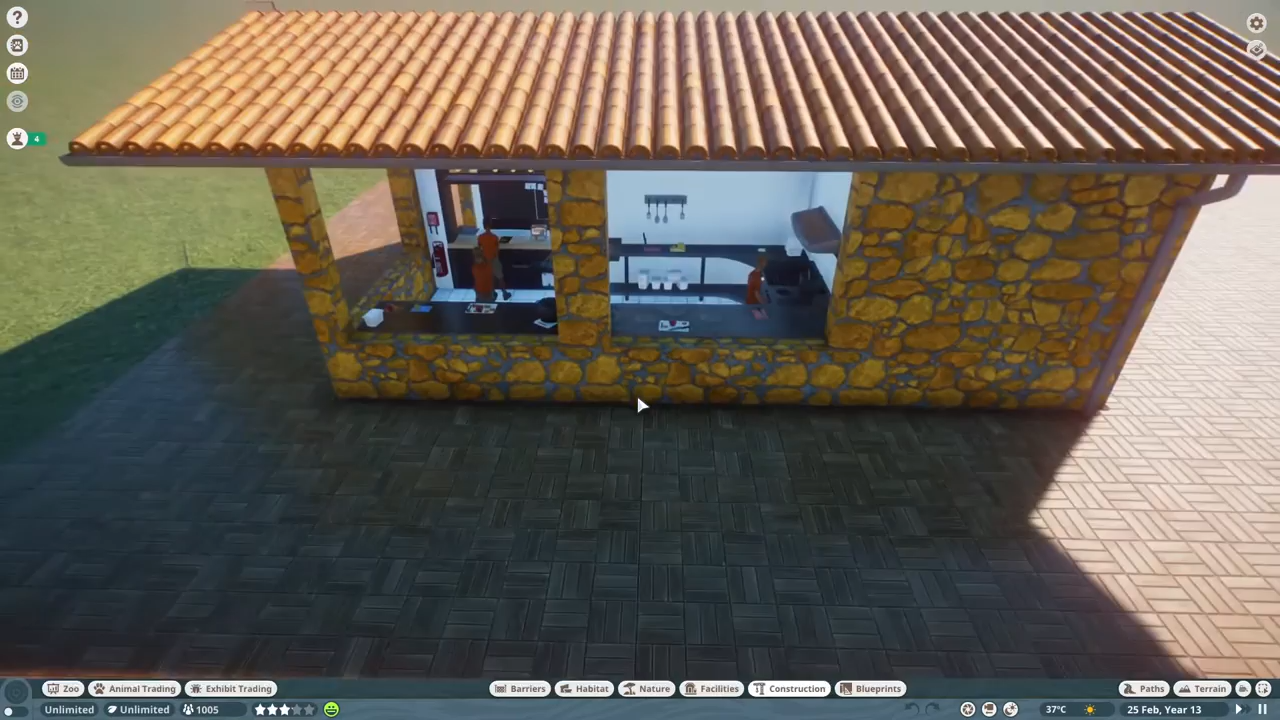 ?
4
Zoo
Animal Trading
Exhibit Trading
Barriers
Habitat
Nature
Facilities
Construction
Blueprints
Paths
Terrain
Unlimited
Unlimited
1005
37°C
25 Feb, Year 13